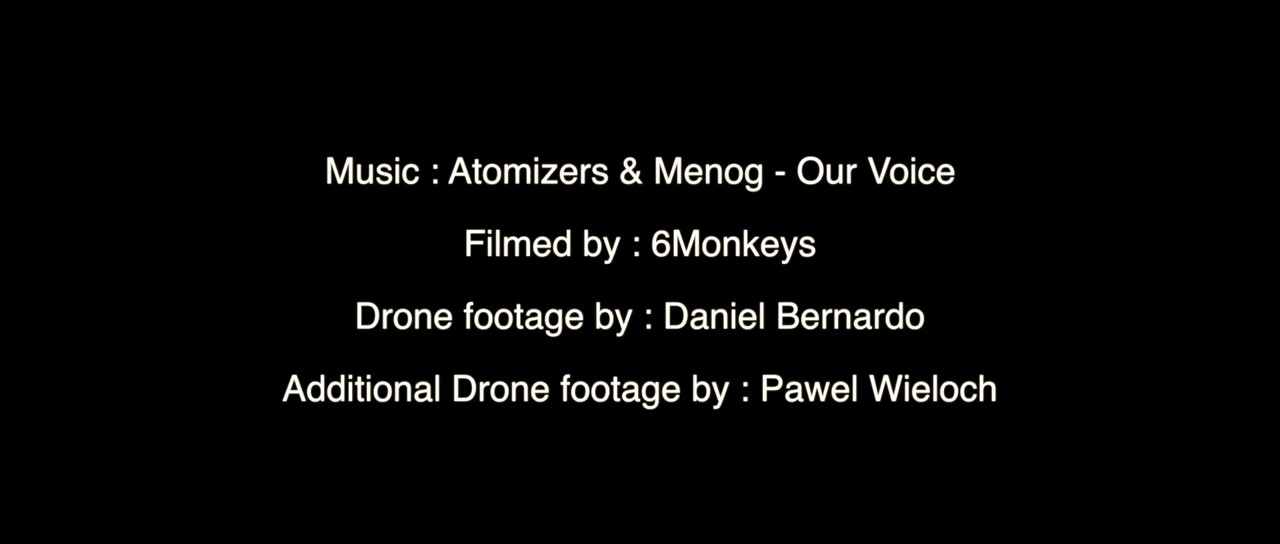 Music : Atomizers & Menog - Our Voice
Filmed by : 6Monkeys
Drone footage by : Daniel Bernardo
Additional Drone footage by : Pawel Wieloch